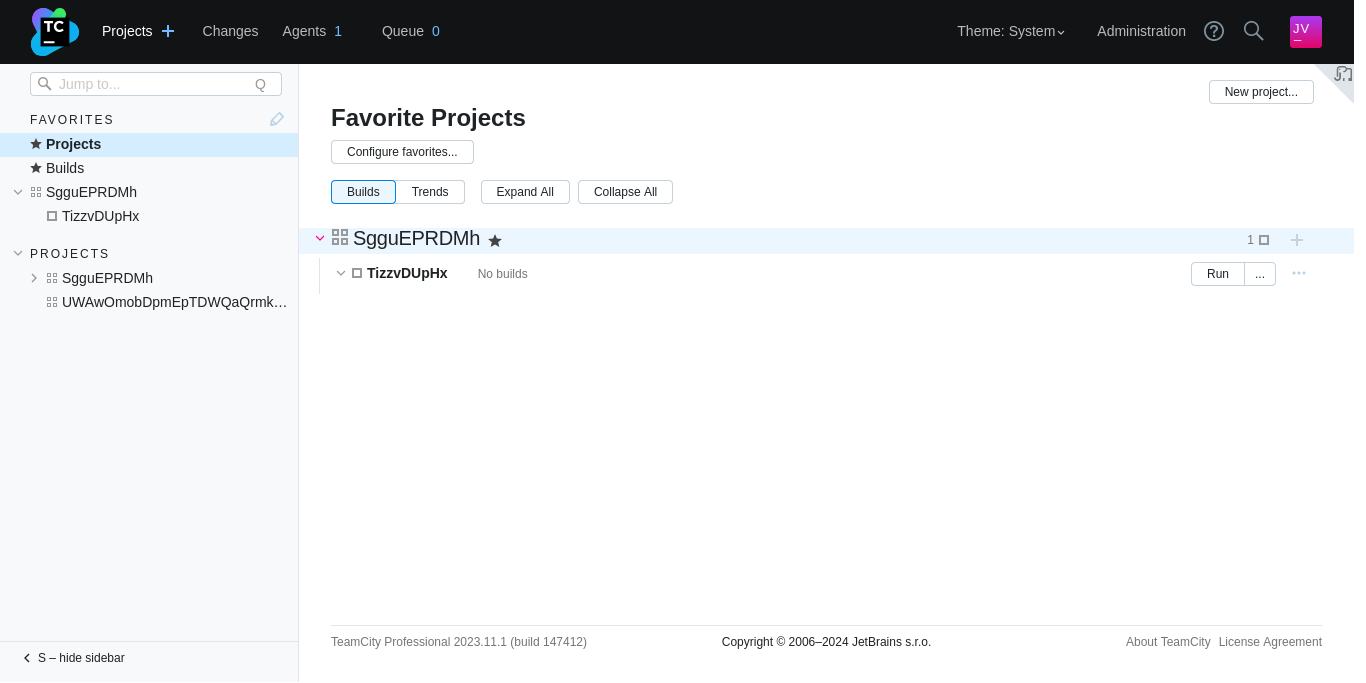 TC Projects Changes Agents 1 Queue 0 Theme: System Administration JV
Jump to... Q
New project...
FAVORITES
Favorite Projects
Projects
Configure favorites...
Builds
SgguEPRDMh
Builds Trends Expand All Collapse All
TizzvDUpHx
SgguEPRDMh 1
PROJECTS
TizzvDUpHx No builds Run ...
SgguEPRDMh
UWAwOmobDpmEpTDWQaQrmk...
TeamCity Professional 2023.11.1 (build 147412) Copyright © 2006–2024 JetBrains s.r.o. About TeamCity License Agreement
S – hide sidebar